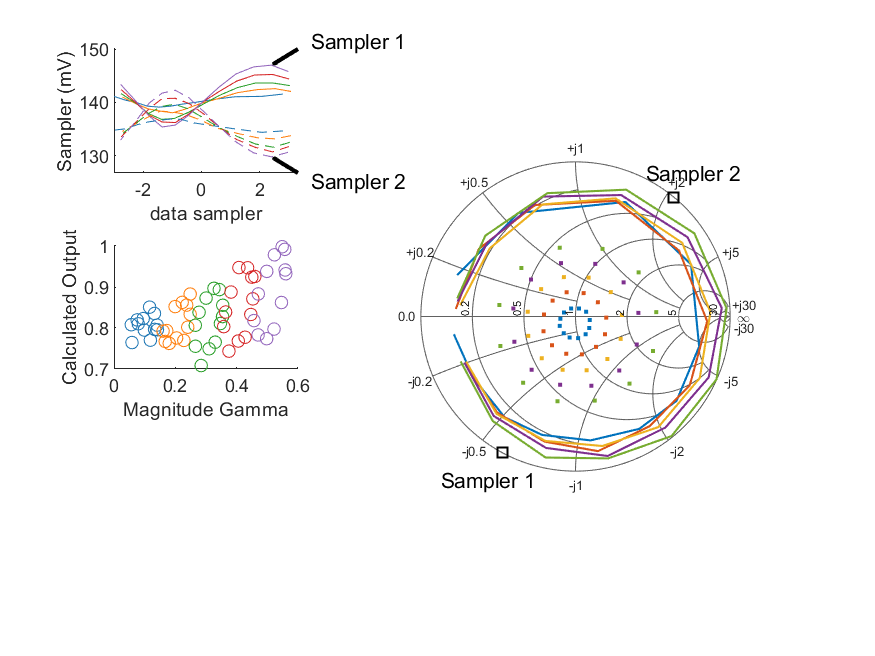 Sampler 1
150
140
130
Sampler (mV)
-2
0
2
data sampler
Sampler 2
1
0.9
0.8
0.7
Calculated Output
0
0.2
0.4
0.6
Magnitude Gamma
+j1
Sampler 2
+j0.5
+j2
+j0.2
+j5
0.0
0.2
0.5
1
2
5
30
+j30
∞
-j30
-j0.2
-j5
-j0.5
-j2
Sampler 1
-j1